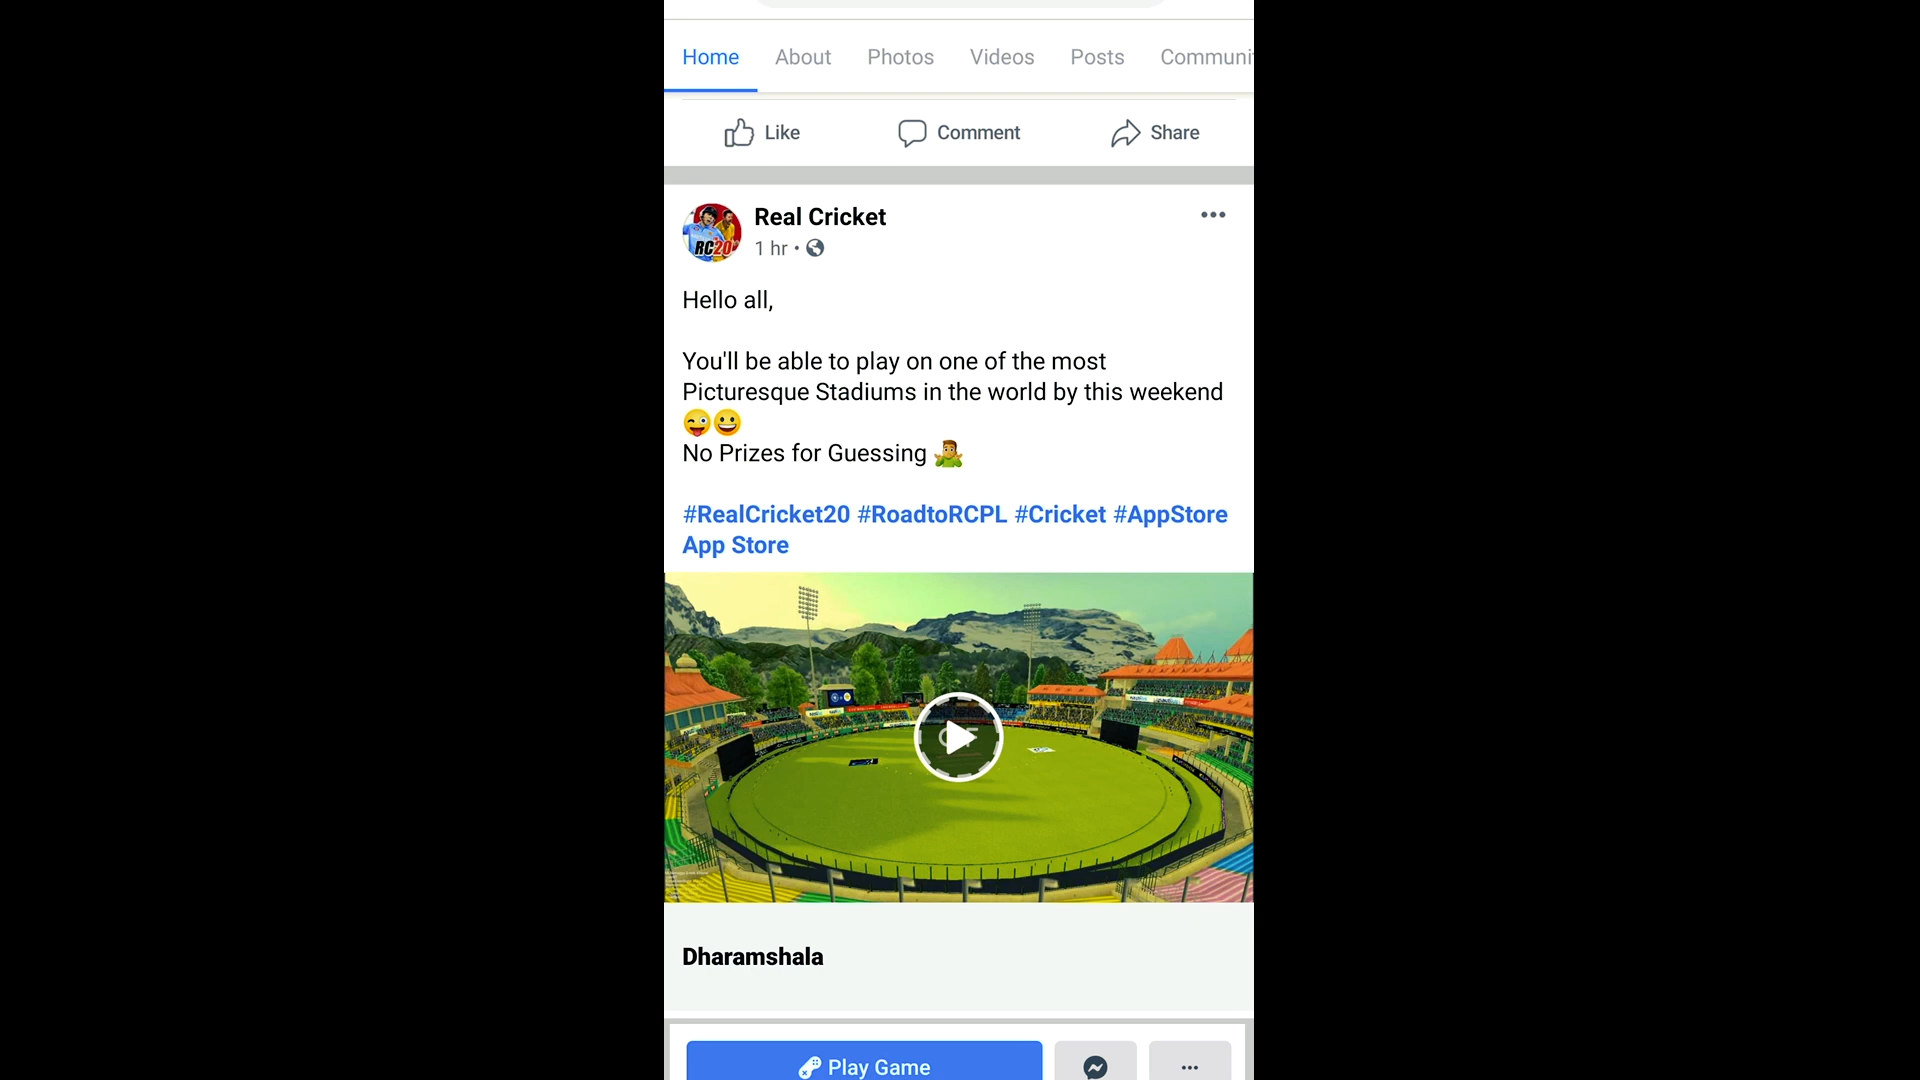 Home About Photos Videos Posts Communi
Like Comment Share
Real Cricket
1 hr •
RC20
Hello all,
You'll be able to play on one of the most
Picturesque Stadiums in the world by this weekend
😜😀
No Prizes for Guessing 🤷‍♂️
#RealCricket20 #RoadtoRCPL #Cricket #AppStore
App Store
Dharamshala
Play Game